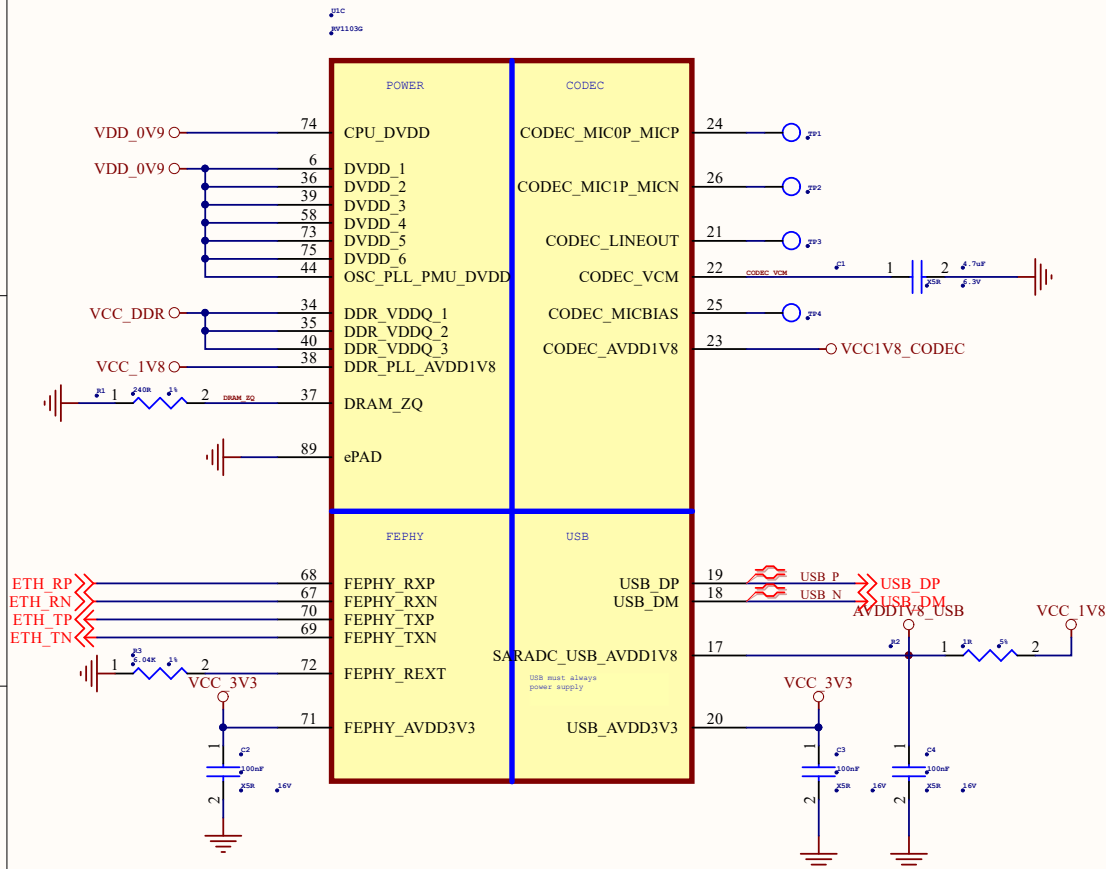 U1C
RV1103G
POWER
CODEC
VDD_0V9
74
CPU_DVDD
CODEC_MIC0P_MICP
24
TP1
VDD_0V9
6
DVDD_1
36
DVDD_2
CODEC_MIC1P_MICN
26
TP2
39
DVDD_3
58
DVDD_4
73
DVDD_5
CODEC_LINEOUT
21
TP3
75
DVDD_6
44
OSC_PLL_PMU_DVDD
CODEC_VCM
22
CODEC_VCM
C1
1
2
4.7uF
X5R
6.3V
VCC_DDR
34
DDR_VDDQ_1
CODEC_MICBIAS
25
TP4
35
DDR_VDDQ_2
40
DDR_VDDQ_3
CODEC_AVDD1V8
23
VCC1V8_CODEC
VCC_1V8
38
DDR_PLL_AVDD1V8
R1
1
240R
1%
2
DRAM_ZQ
37
DRAM_ZQ
89
ePAD
FEPHY
USB
ETH_RP
68
FEPHY_RXP
USB_DP
19
USB_P
USB_DP
ETH_RN
67
FEPHY_RXN
USB_DM
18
USB_N
USB_DM
ETH_TP
70
FEPHY_TXP
AVDD1V8_USB
VCC_1V8
ETH_TN
69
FEPHY_TXN
R3
1
6.04K
1%
2
72
FEPHY_REXT
SARADC_USB_AVDD1V8
17
R2
1
1R
5%
2
USB must always
power supply
VCC_3V3
VCC_3V3
71
FEPHY_AVDD3V3
USB_AVDD3V3
20
1
C2
100nF
X5R
16V
2
1
C3
100nF
X5R
16V
2
1
C4
100nF
X5R
16V
2